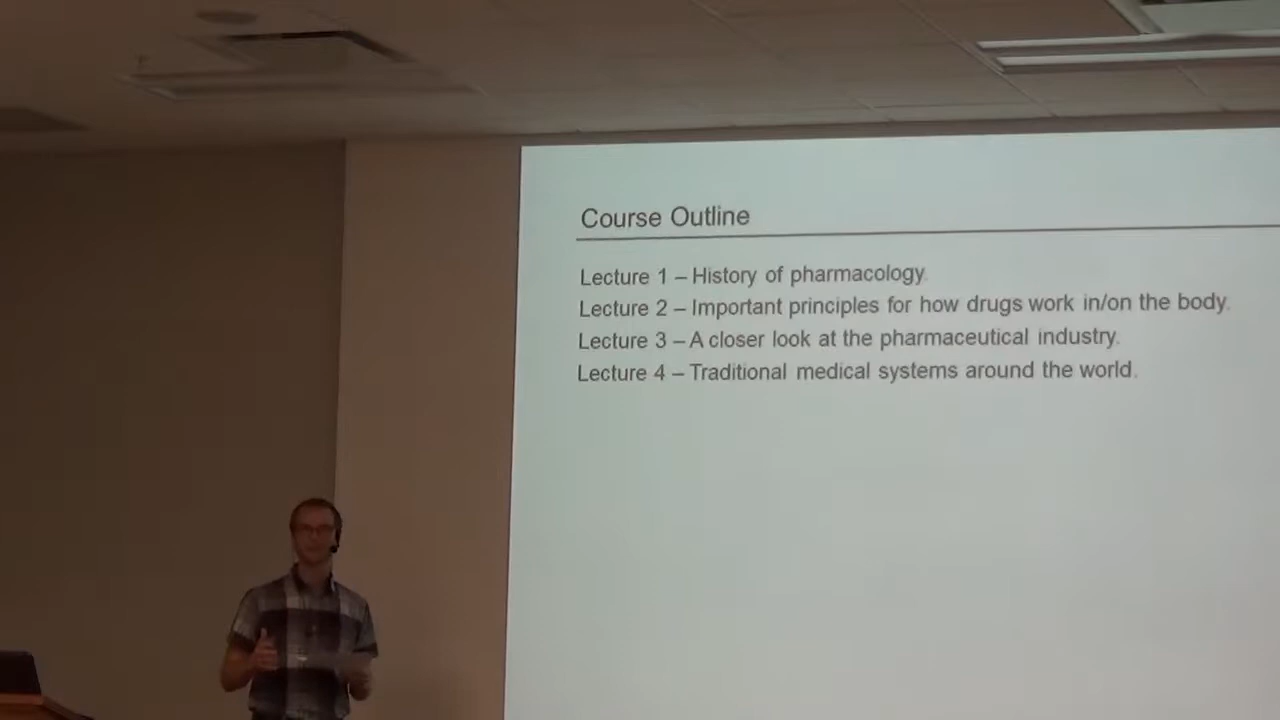 Course Outline
Lecture 1 – History of pharmacology.
Lecture 2 – Important principles for how drugs work in/on the body.
Lecture 3 – A closer look at the pharmaceutical industry.
Lecture 4 – Traditional medical systems around the world.